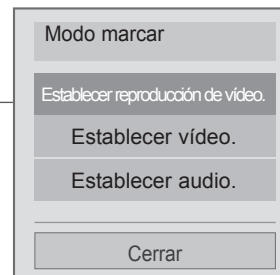 Modo marcar
Establecer reproducción de vídeo.
Establecer vídeo.
Establecer audio.
Cerrar